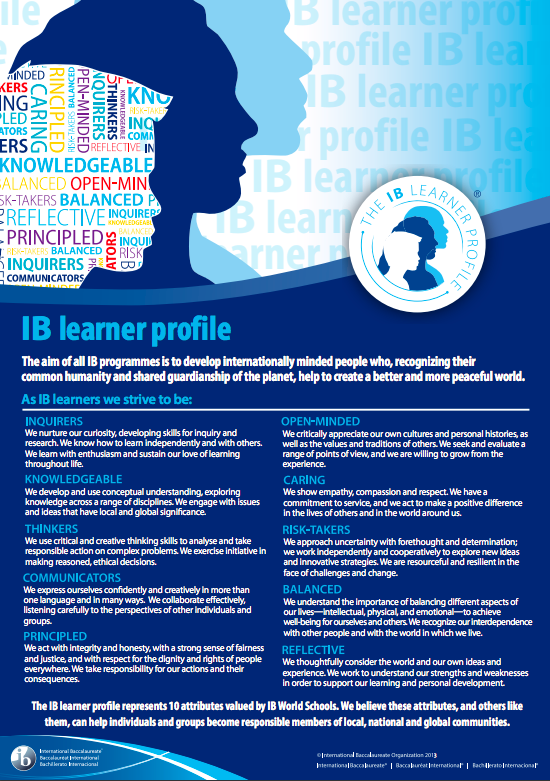 IB learner profile
THE IB LEARNER PROFILE
®
KNOWLEDGEABLE
BALANCED OPEN-MIN
SK-TAKERS BALANCED P
REFLECTIVE INQUIRERS
PRINCIPLED
INQUIRERS
COMMUNICATORS
IB learner profile
The aim of all IB programmes is to develop internationally minded people who, recognizing their
common humanity and shared guardianship of the planet, help to create a better and more peaceful world.
As IB learners we strive to be:
INQUIRERS
We nurture our curiosity, developing skills for inquiry and
research. We know how to learn independently and with others.
We learn with enthusiasm and sustain our love of learning
throughout life.
KNOWLEDGEABLE
We develop and use conceptual understanding, exploring
knowledge across a range of disciplines. We engage with issues
and ideas that have local and global significance.
THINKERS
We use critical and creative thinking skills to analyse and take
responsible action on complex problems. We exercise initiative in
making reasoned, ethical decisions.
COMMUNICATORS
We express ourselves confidently and creatively in more than
one language and in many ways. We collaborate effectively,
listening carefully to the perspectives of other individuals and
groups.
PRINCIPLED
We act with integrity and honesty, with a strong sense of fairness
and justice, and with respect for the dignity and rights of people
everywhere. We take responsibility for our actions and their
consequences.
OPEN-MINDED
We critically appreciate our own cultures and personal histories, as
well as the values and traditions of others. We seek and evaluate a
range of points of view, and we are willing to grow from the
experience.
CARING
We show empathy, compassion and respect. We have a
commitment to service, and we act to make a positive difference
in the lives of others and in the world around us.
RISK-TAKERS
We approach uncertainty with forethought and determination;
we work independently and cooperatively to explore new ideas
and innovative strategies. We are resourceful and resilient in the
face of challenges and change.
BALANCED
We understand the importance of balancing different aspects of
our lives—intellectual, physical, and emotional—to achieve
well-being for ourselves and others. We recognize our interdependence
with other people and with the world in which we live.
REFLECTIVE
We thoughtfully consider the world and our own ideas and
experience. We work to understand our strengths and weaknesses
in order to support our learning and personal development.
The IB learner profile represents 10 attributes valued by IB World Schools. We believe these attributes, and others like
them, can help individuals and groups become responsible members of local, national and global communities.
ib
International Baccalaureate®
Baccalauréat International
Bachillerato Internacional
© International Baccalaureate Organization 2013
International Baccalaureate® | Baccalauréat International® | Bachillerato Internacional®